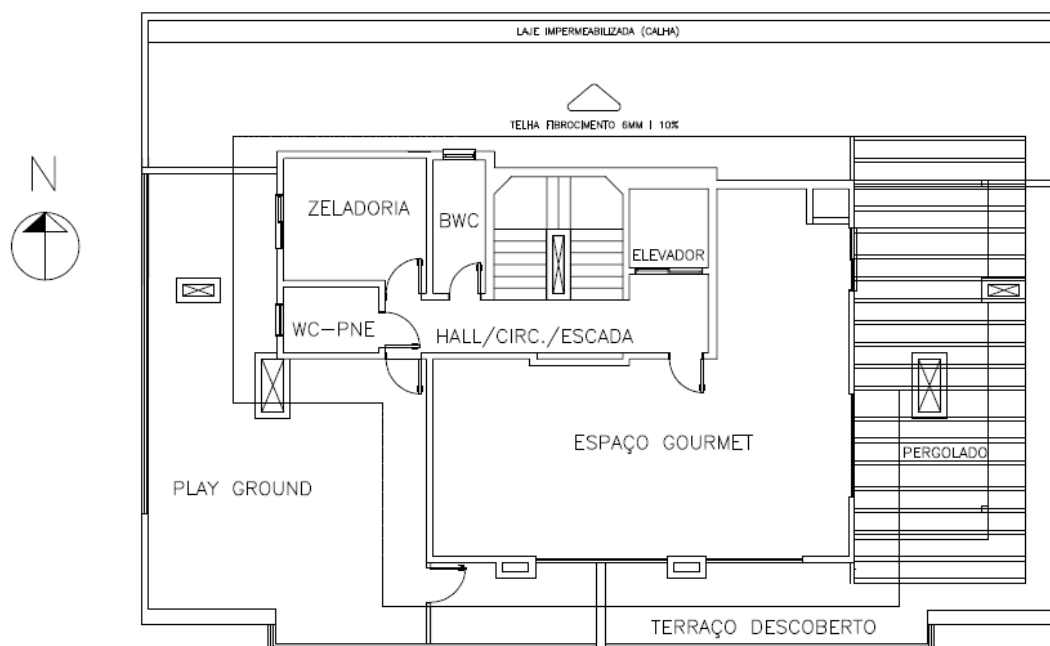 LAJE IMPERMEABILIZADA (CALHA)
TELHA FIBROCIMENTO 6MM | 10%
N
ZELADORIA
BWC
ELEVADOR
WC-PNE
HALL/CIRC./ESCADA
ESPAÇO GOURMET
PERGOLADO
PLAY GROUND
TERRAÇO DESCOBERTO